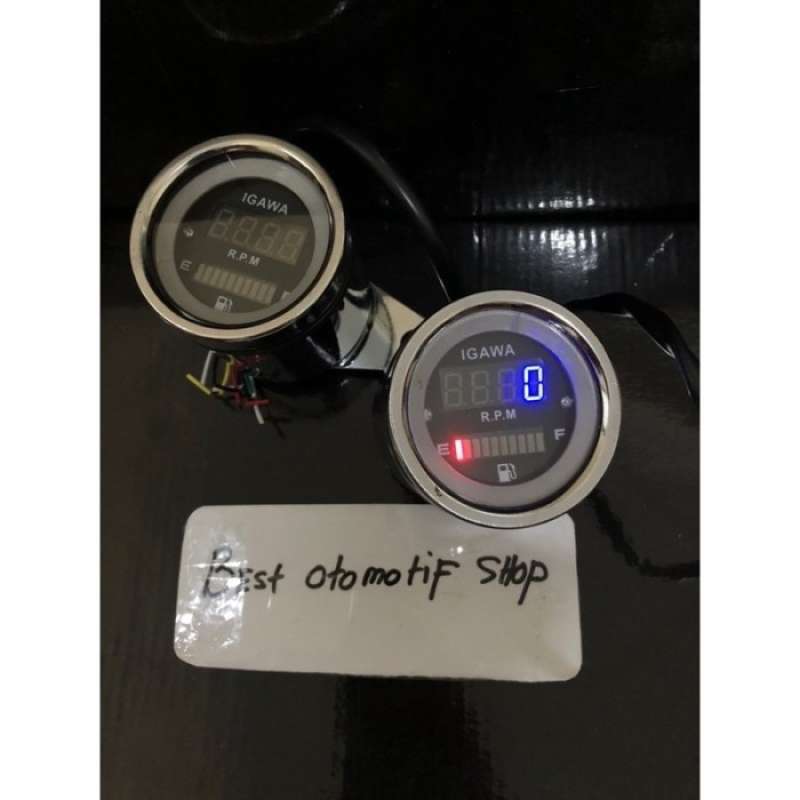 IGAWA
R.P.M
E
IGAWA
0
R.P.M
E F
Best otomotif SHop